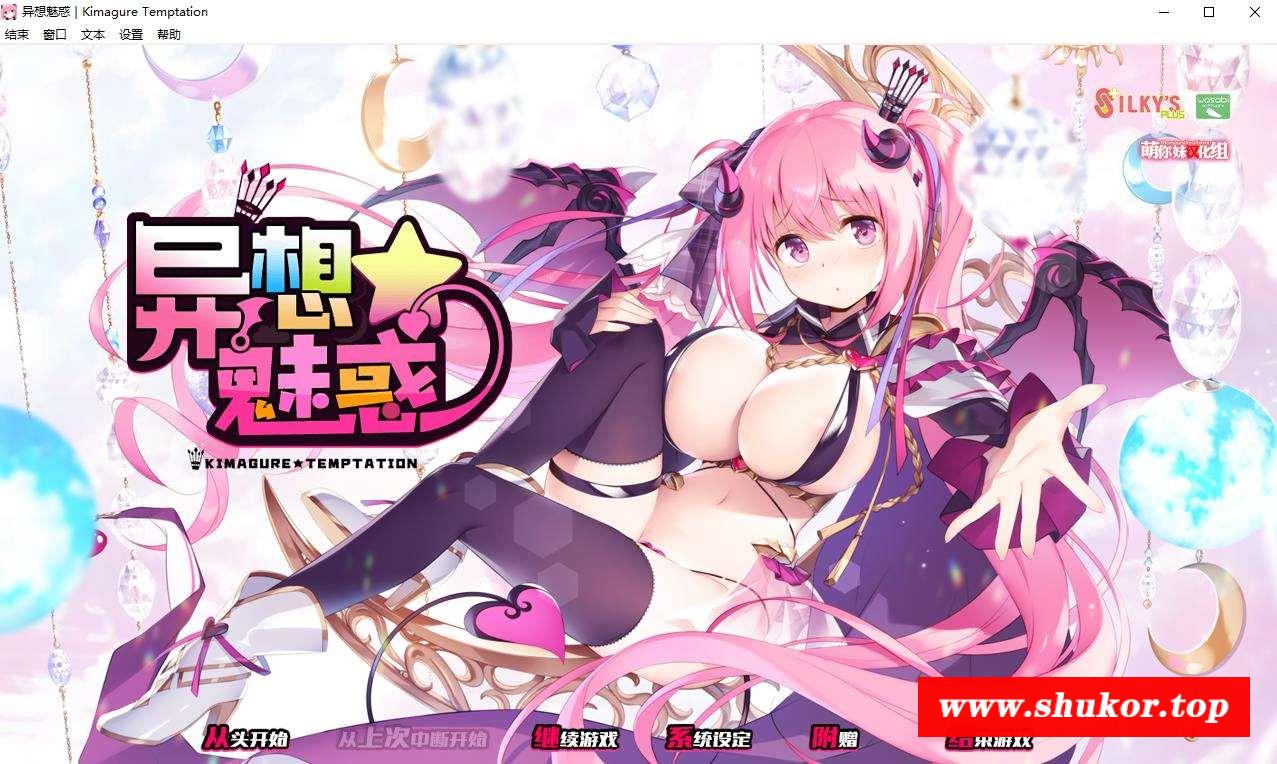 异想魅惑 | Kimagure Temptation
结束 窗口 文本 设置 帮助
SILKY'S PLUS
wasabi
萌你妹汉化组
异想★
魅惑
KIMAGURE★TEMPTATION
www.shukor.top
从头开始 从上次中断开始 继续游戏 系统设定 附赠 结束游戏